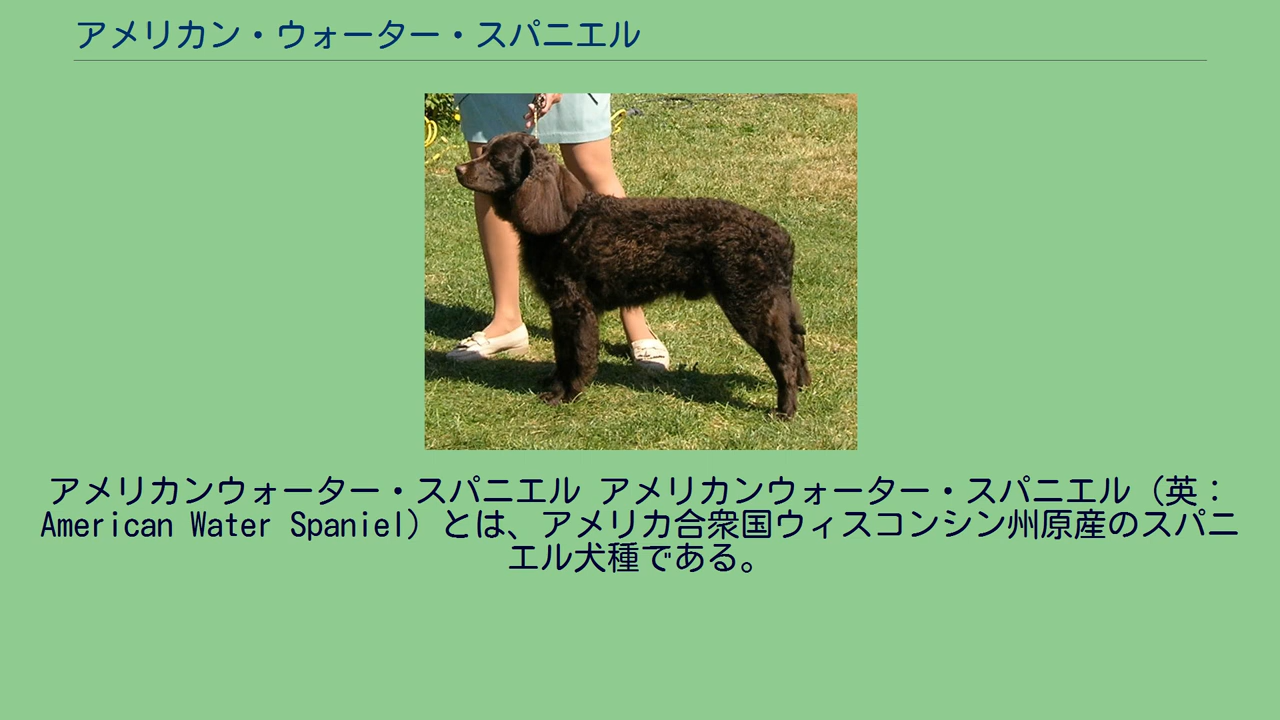 アメリカン・ウォーター・スパニエル
アメリカンウォーター・スパニエル アメリカンウォーター・スパニエル（英：
American Water Spaniel）とは、アメリカ合衆国ウィスコンシン州原産のスパニ
エル犬種である。